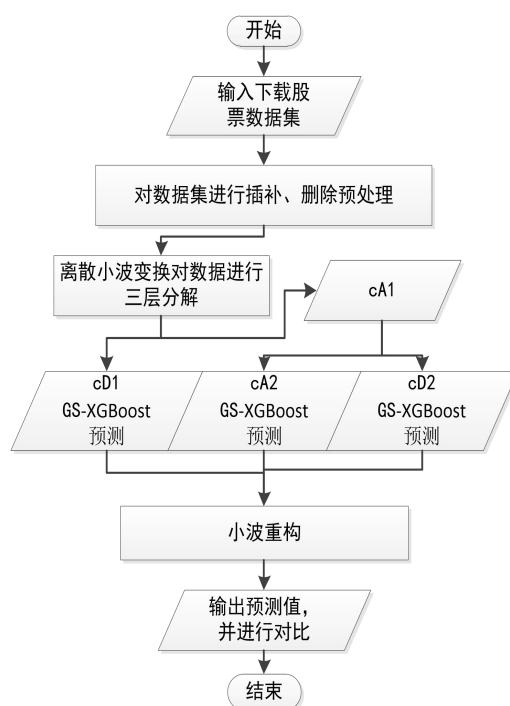 开始
输入下载股
票数据集
对数据集进行插补、删除预处理
离散小波变换对数据进行
三层分解
cA1
cD1
GS-XGBoost
预测
cA2
GS-XGBoost
预测
cD2
GS-XGBoost
预测
小波重构
输出预测值，
并进行对比
结束